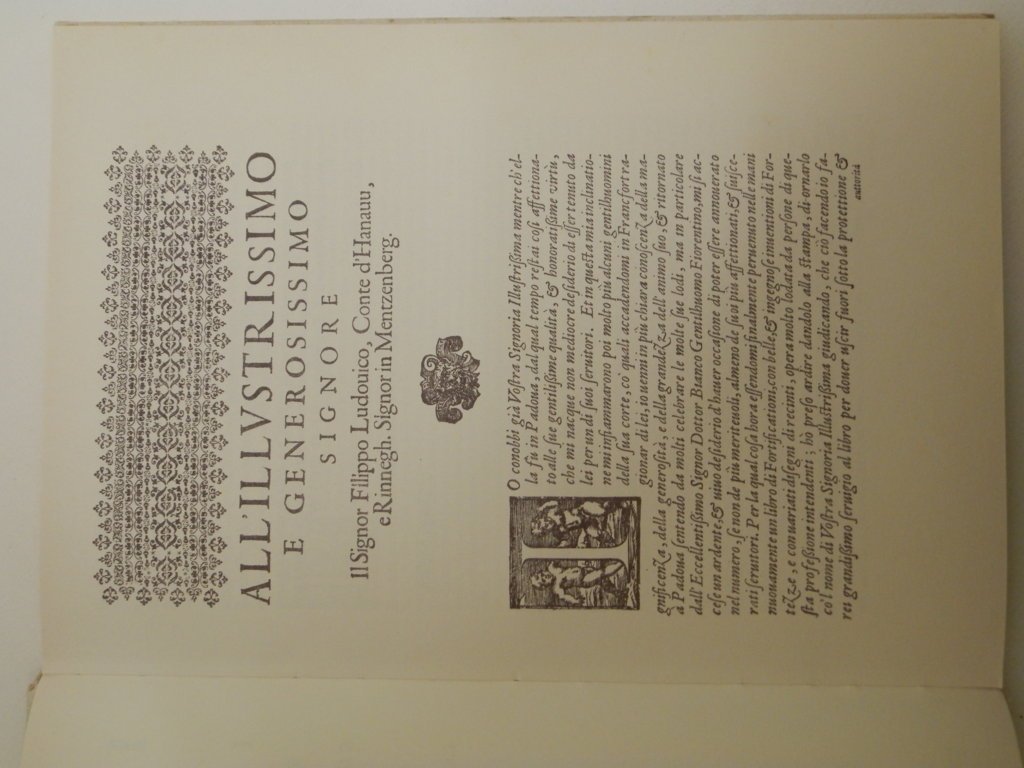 ALL'ILLVSTRISSIMO
E GENEROSISSIMO
SIGNORE
Il Signor Filippo Ludouico, Conte d'Hanauu,
e Rinnegh. Signor in Mentzenberg.
IO conobbi già Vostra Signoria Illustrissima mentre ch'el-
la fù in Padoua, dal qual tempo restai così affettiona-
to alle sue gentilissime qualità, & honoratissime virtù,
che mi nacque non mediocre desiderio di esser tenuto da
lei per un di suoi seruitori. Et in questa mia inclinatio-
ne mi infiammarono poi molto più alcuni gentilhuomini
della sua corte, co quali accadendomi in Francfort ra-
gionar di lei, io uenni in più chiara conoscenza della ma-
gnificenza, della generosità, e della grandezza dell'animo suo, & ritornato
à Padoua sentendo da molti celebrare le molte sue lodi, ma in particolare
dall'Eccellentissimo Signor Dottor Bianco Gentilhuomo Fiorentino, mi si ac-
cese un ardente, & uiuo desiderio d'hauer occasione di poter essere annouerato
nel numero, se non de più meriteuoli, almeno de suoi più affettionati, & suisce-
rati seruitori. Per la qual cosa hora essendomi finalmente peruenuto nelle mani
nuouamente un libro di Fortificationi, con belle, & ingegnose inuentioni di For-
tezze, e con uariati disegni di recinti, opera molto lodata da persone di que-
sta professione intendenti; hò preso ardire dandolo alla stampa, di ornarlo
co'l nome di Vostra Signoria Illustrissima giudicando, che ciò facendo io fa-
rei grandissimo seruigio al libro per douer uscir fuori sotto la protettione &
autorità